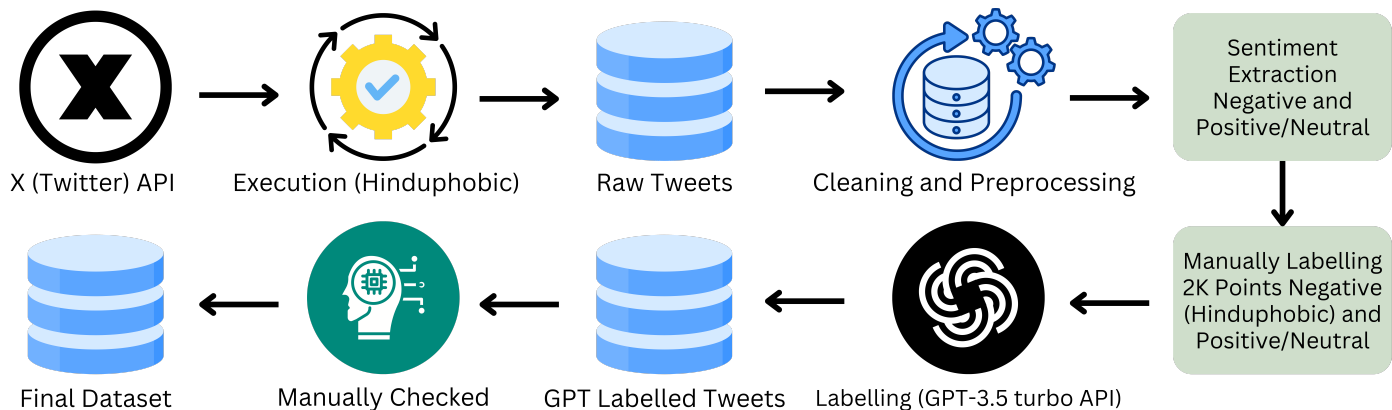 X (Twitter) API
Execution (Hinduphobic)
Raw Tweets
Cleaning and Preprocessing
Sentiment
Extraction
Negative and
Positive/Neutral
Manually Labelling
2K Points Negative
(Hinduphobic) and
Positive/Neutral
Labelling (GPT-3.5 turbo API)
GPT Labelled Tweets
Manually Checked
Final Dataset